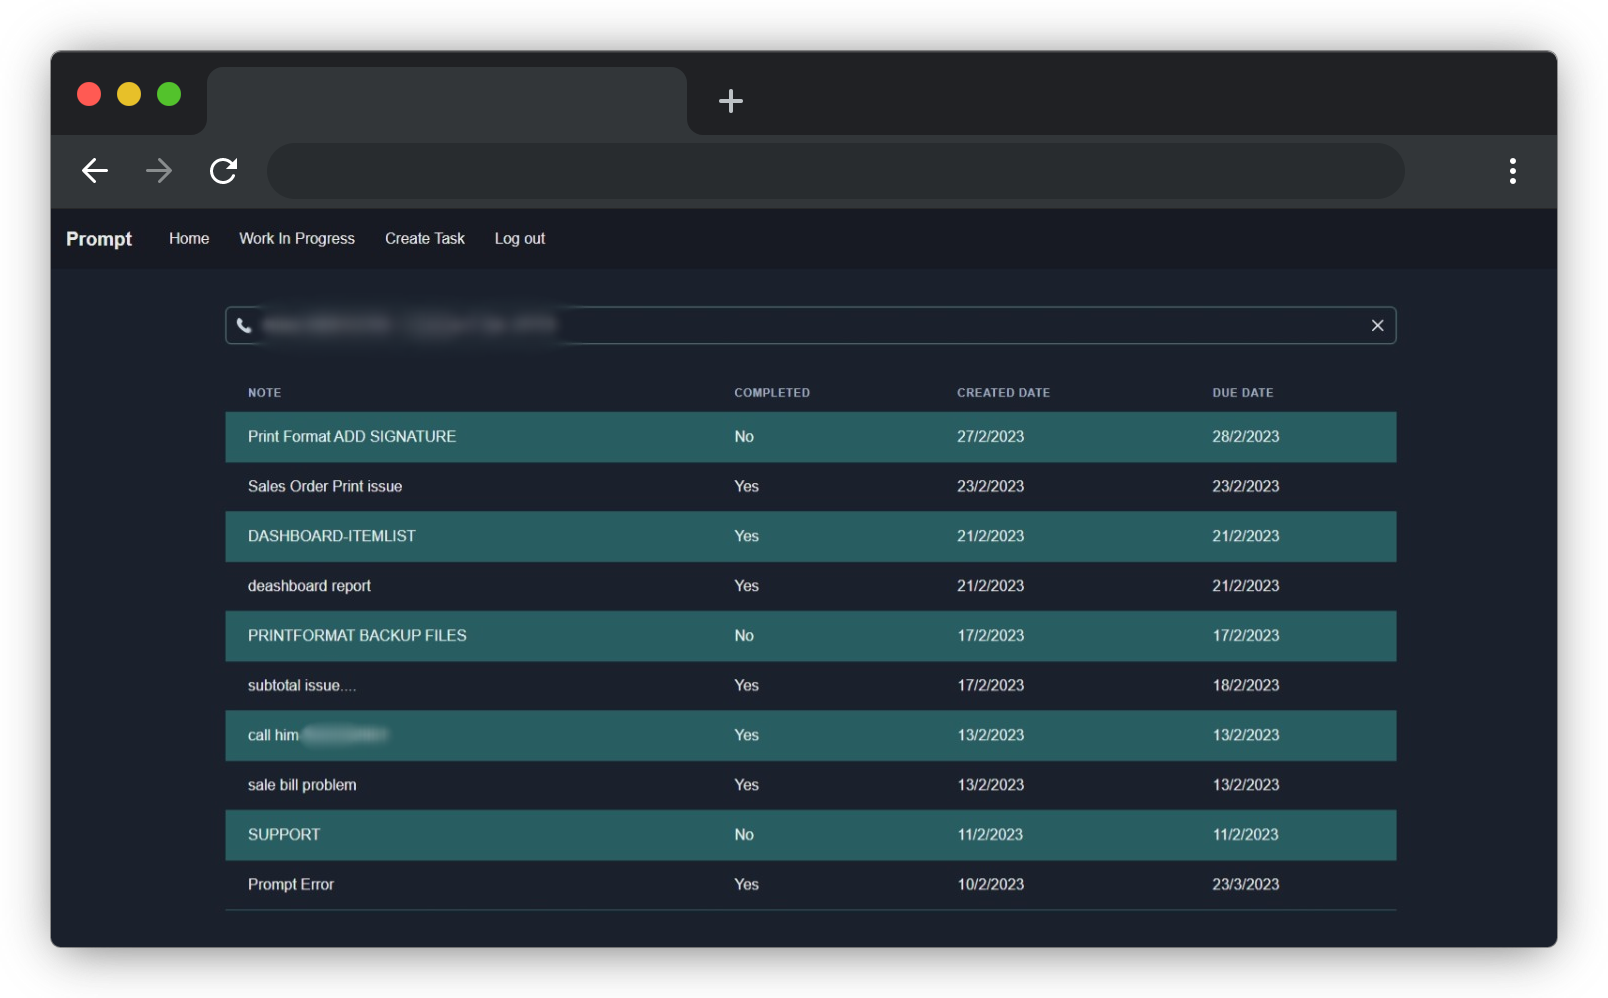 Prompt Home Work In Progress Create Task Log out
NOTE COMPLETED CREATED DATE DUE DATE
Print Format ADD SIGNATURE No 27/2/2023 28/2/2023
Sales Order Print issue Yes 23/2/2023 23/2/2023
DASHBOARD-ITEMLIST Yes 21/2/2023 21/2/2023
deashboard report Yes 21/2/2023 21/2/2023
PRINTFORMAT BACKUP FILES No 17/2/2023 17/2/2023
subtotal issue.... Yes 17/2/2023 18/2/2023
call him Yes 13/2/2023 13/2/2023
sale bill problem Yes 13/2/2023 13/2/2023
SUPPORT No 11/2/2023 11/2/2023
Prompt Error Yes 10/2/2023 23/3/2023